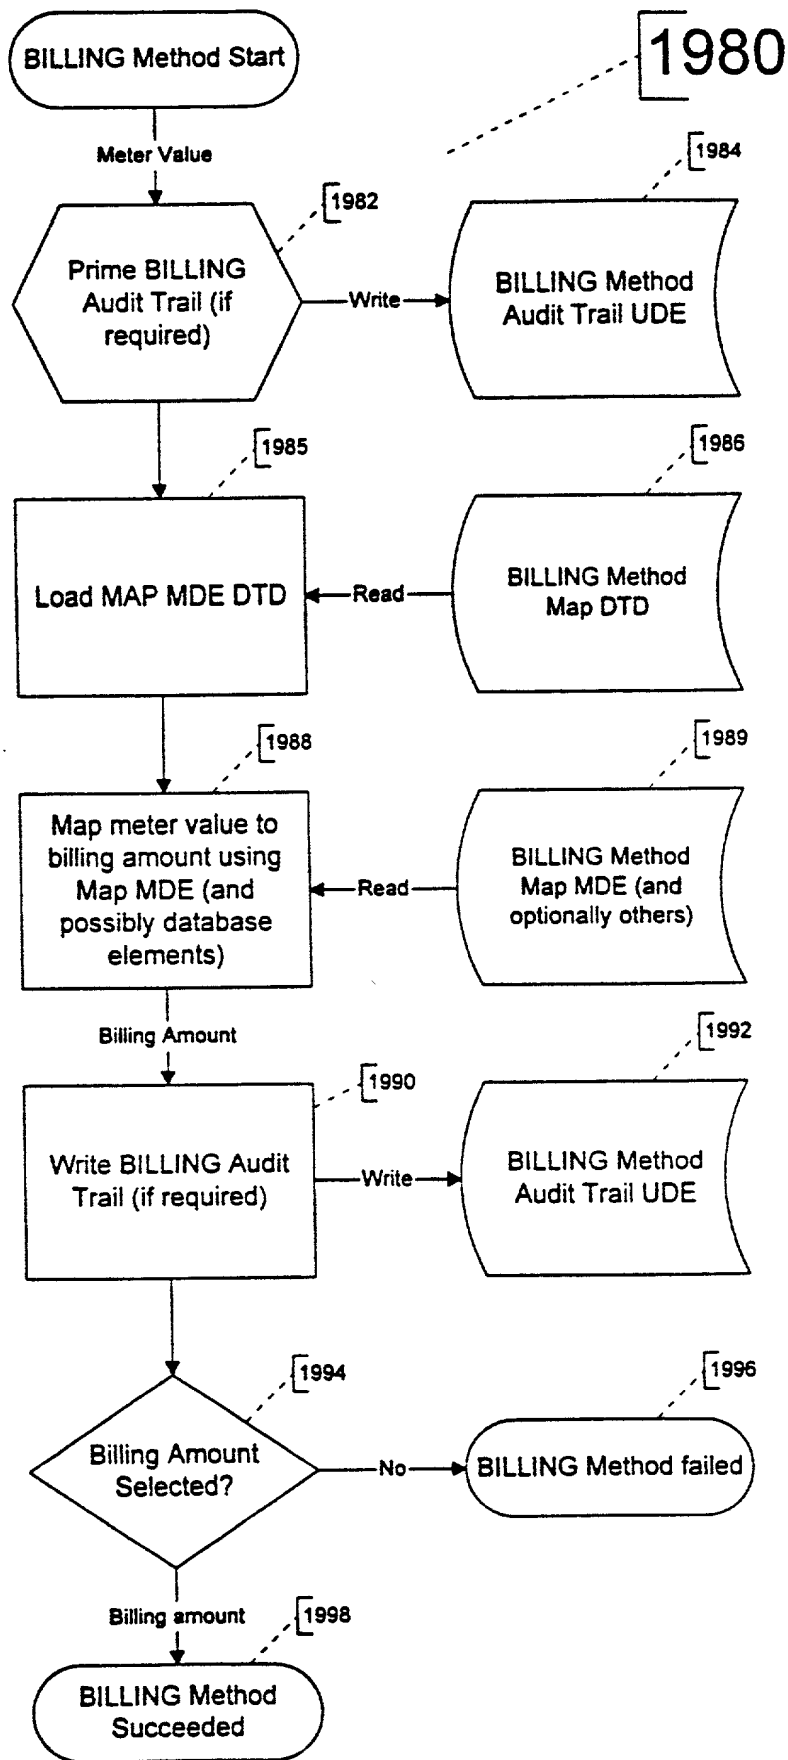 BILLING Method Start
1980
Meter Value
1984
1982
Prime BILLING
Audit Trail (if
required)
Write
BILLING Method
Audit Trail UDE
1985
1986
Load MAP MDE DTD
Read
BILLING Method
Map DTD
1988
1989
Map meter value to
billing amount using
Map MDE (and
possibly database
elements)
Read
BILLING Method
Map MDE (and
optionally others)
Billing Amount
1992
1990
Write BILLING Audit
Trail (if required)
Write
BILLING Method
Audit Trail UDE
1994
1996
Billing Amount
Selected?
No
BILLING Method failed
Billing amount
1998
BILLING Method
Succeeded